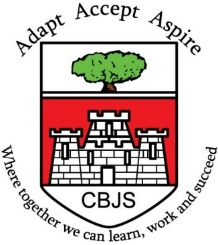 Adapt Accept Aspire
CBJS
Where together we can learn, work and succeed